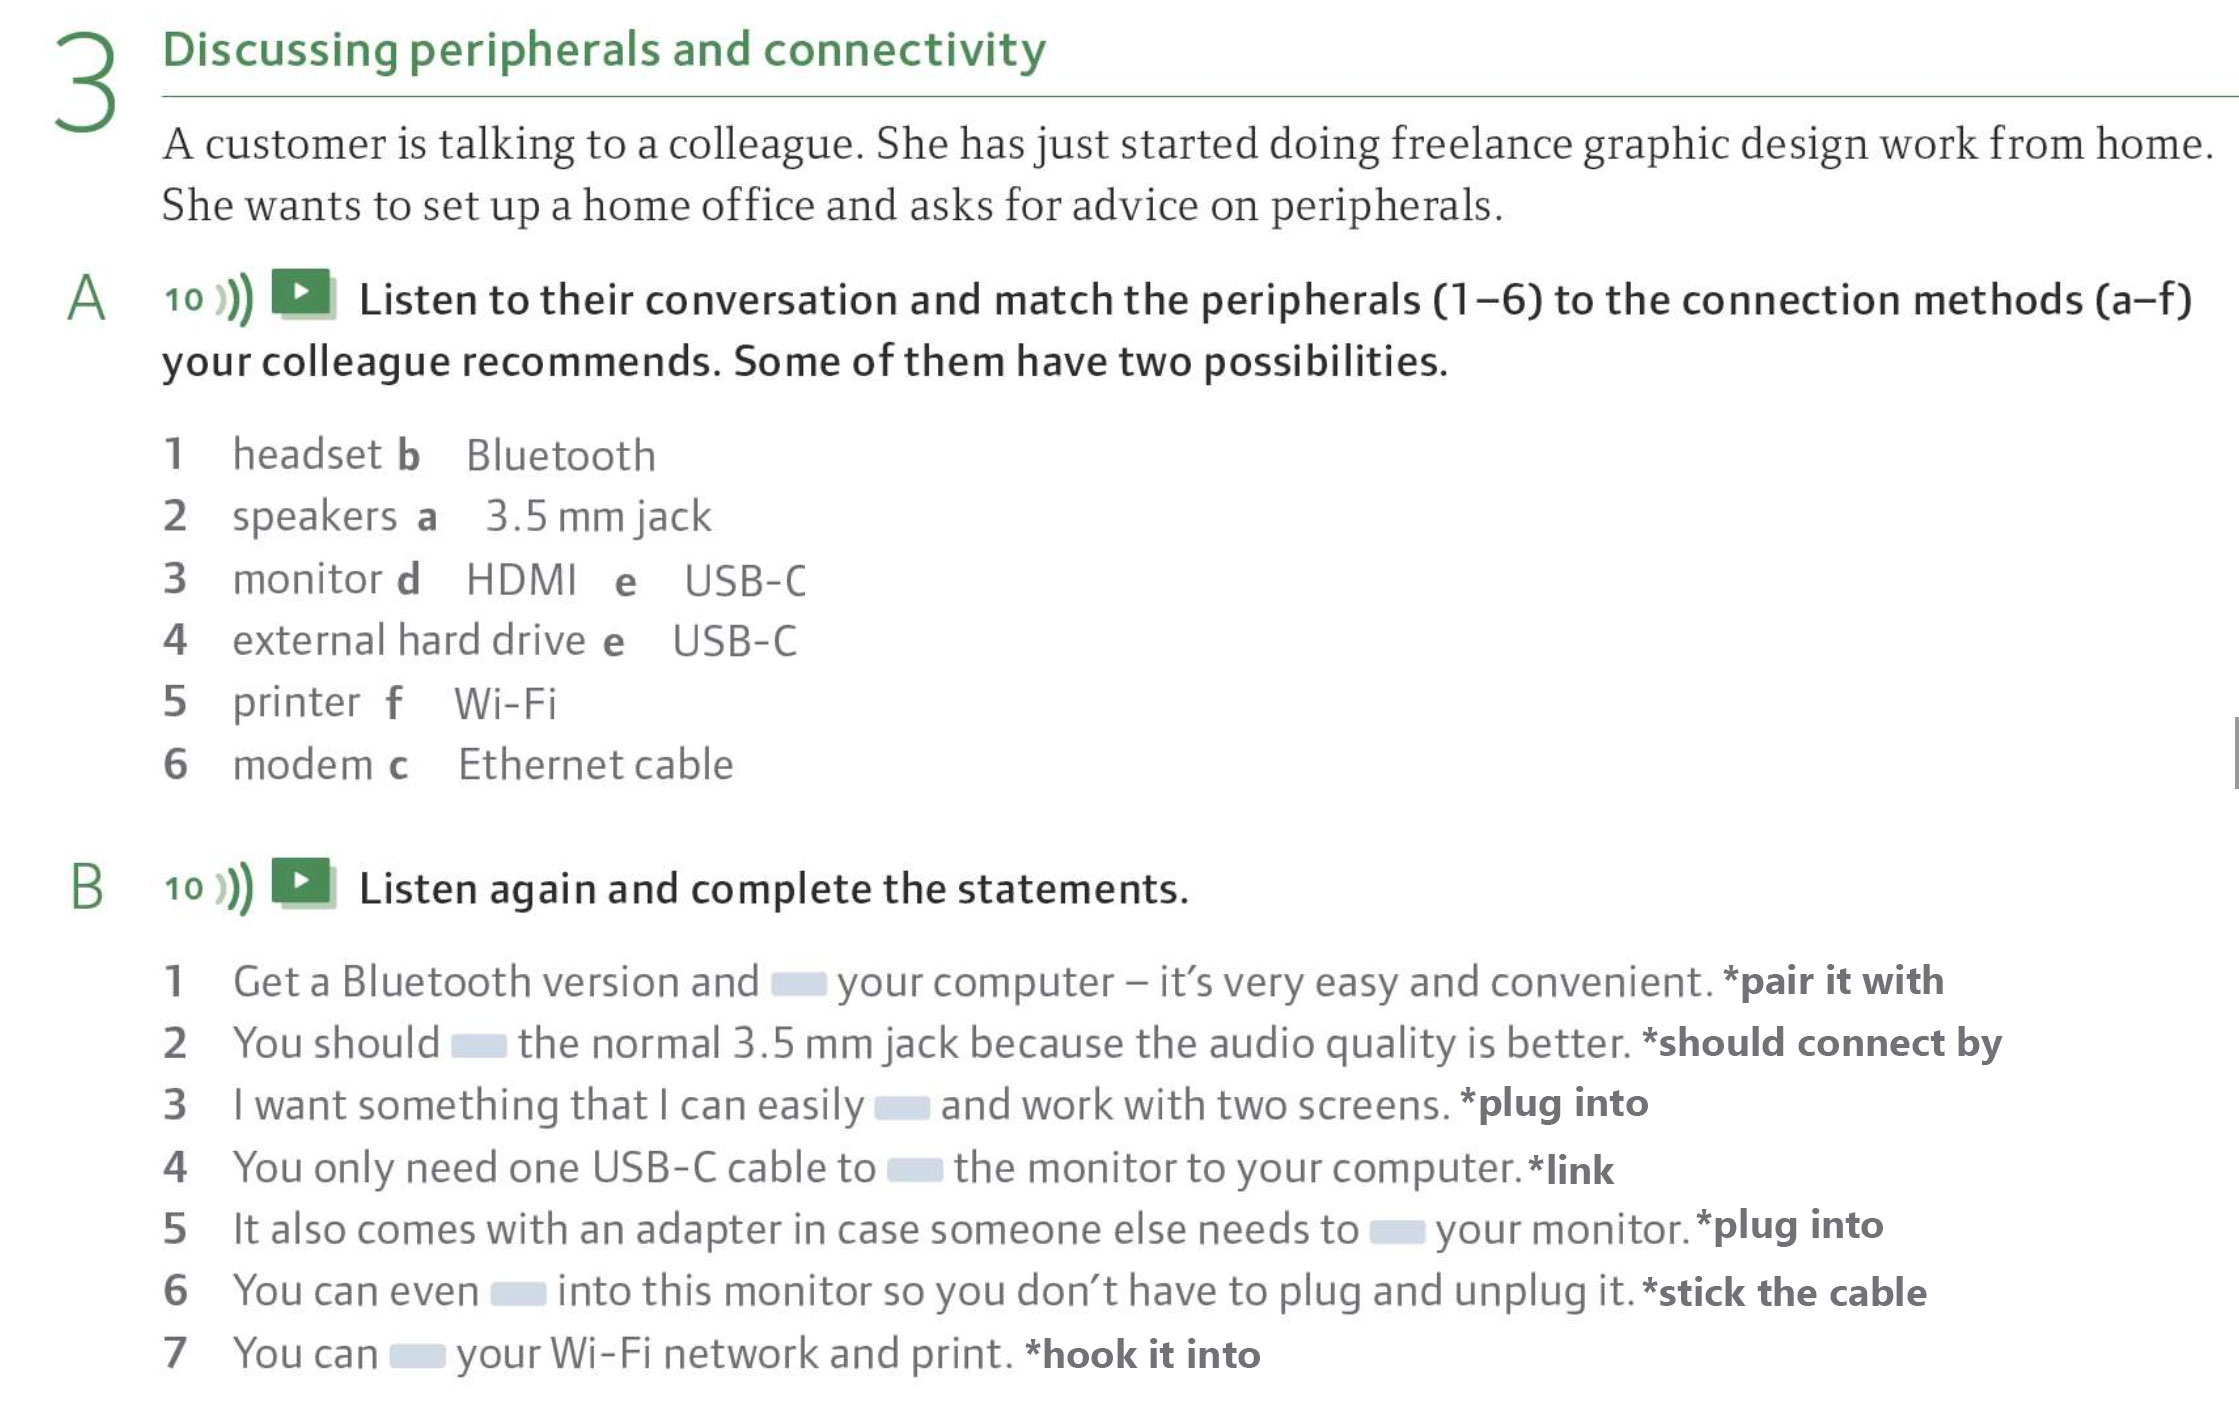 3 Discussing peripherals and connectivity
A customer is talking to a colleague. She has just started doing freelance graphic design work from home.
She wants to set up a home office and asks for advice on peripherals.
A 10 Listen to their conversation and match the peripherals (1–6) to the connection methods (a–f)
your colleague recommends. Some of them have two possibilities.
1 headset b Bluetooth
2 speakers a 3.5 mm jack
3 monitor d HDMI e USB-C
4 external hard drive e USB-C
5 printer f Wi-Fi
6 modem c Ethernet cable
B 10 Listen again and complete the statements.
1 Get a Bluetooth version and your computer – it's very easy and convenient. *pair it with
2 You should the normal 3.5 mm jack because the audio quality is better. *should connect by
3 I want something that I can easily and work with two screens. *plug into
4 You only need one USB-C cable to the monitor to your computer. *link
5 It also comes with an adapter in case someone else needs to your monitor. *plug into
6 You can even into this monitor so you don't have to plug and unplug it. *stick the cable
7 You can your Wi-Fi network and print. *hook it into